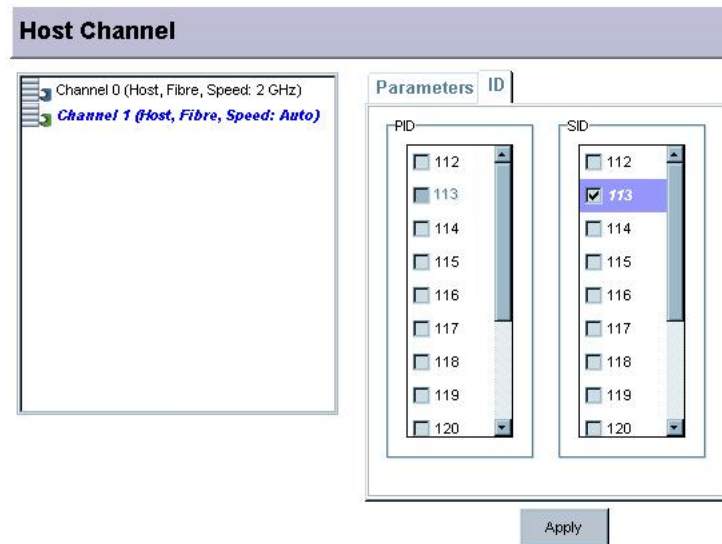 Host Channel
Channel 0 (Host, Fibre, Speed: 2 GHz)
Channel 1 (Host, Fibre, Speed: Auto)
Parameters ID
PID
112
113
114
115
116
117
118
119
120
SID
112
113
114
115
116
117
118
119
120
Apply